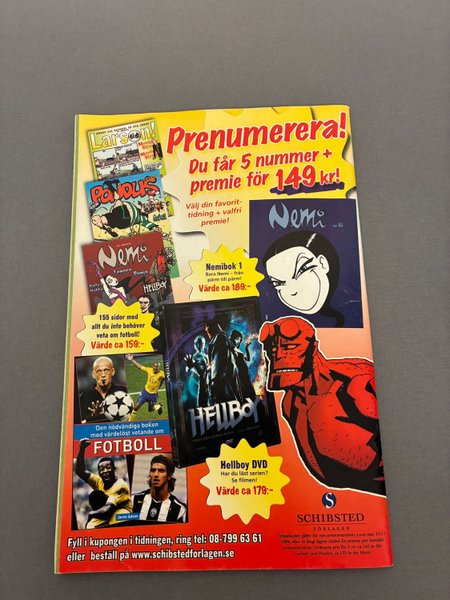 Larson!
Pondus
Nemi
HELLBOY
Prenumerera!
Du får 5 nummer +
premie för 149 kr!
Välj din favorit-
tidning + valfri
premie!
Nemi
Nemibok 1
Bara Nemi – från
pärm till pärm!
Värde ca 189:-
155 sidor med
allt du inte behöver
veta om fotboll!
Värde ca 159:-
Den nödvändiga boken
med värdelöst vetande om
FOTBOLL
HELLBOY
DVD
Hellboy DVD
Har du läst serien?
Se filmen!
Värde ca 179:-
S
SCHIBSTED
FÖRLAGEN
Fyll i kupongen i tidningen, ring tel: 08-799 63 61
eller beställ på www.schibstedforlagen.se